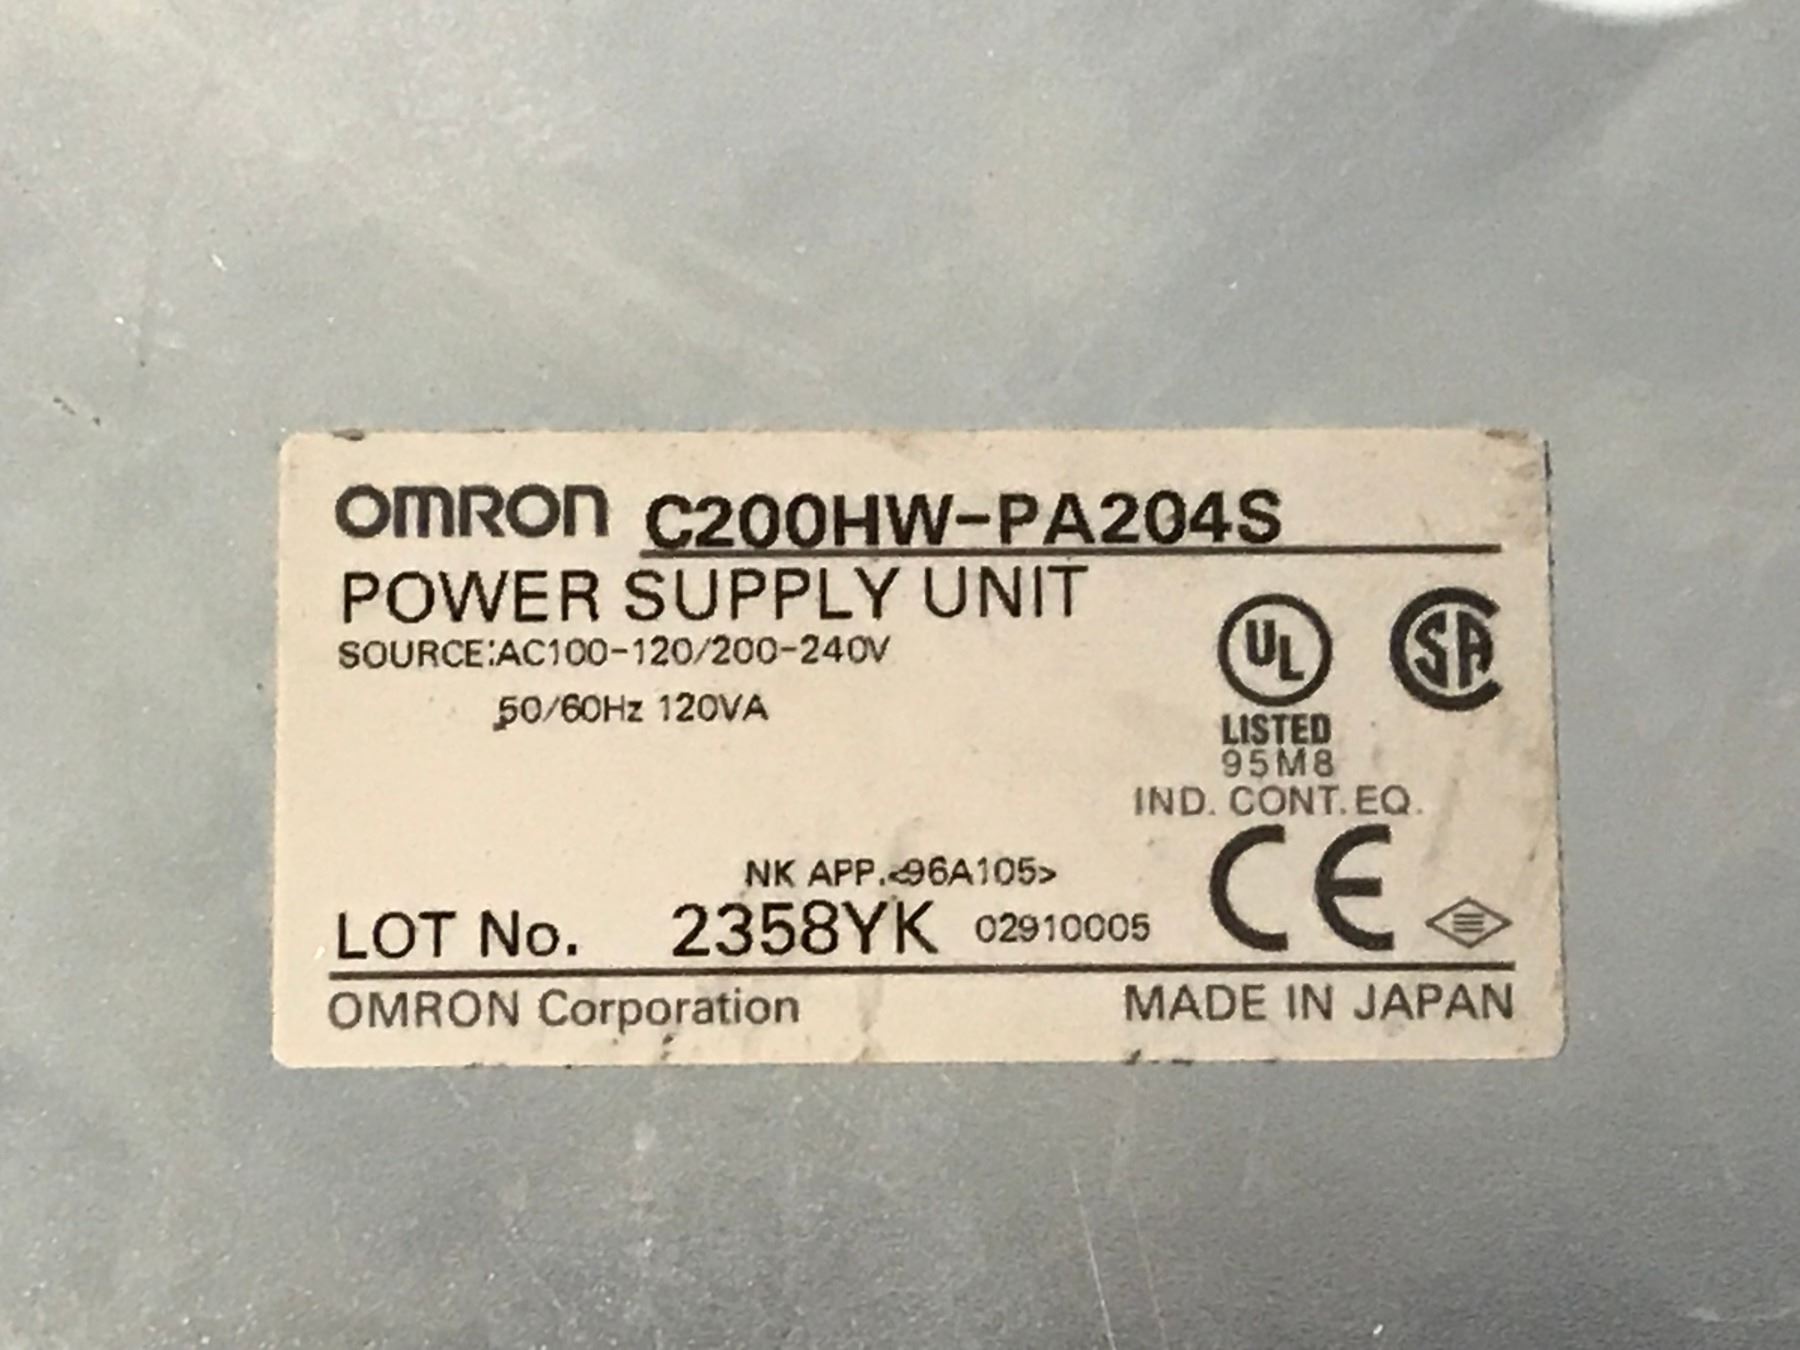 OMRON C200HW-PA204S
POWER SUPPLY UNIT
SOURCE:AC100-120/200-240V
50/60Hz 120VA
UL
SA
LISTED
95M8
IND. CONT. EQ.
NK APP.<96A105>
CE
LOT No. 2358YK 02910005
OMRON Corporation MADE IN JAPAN